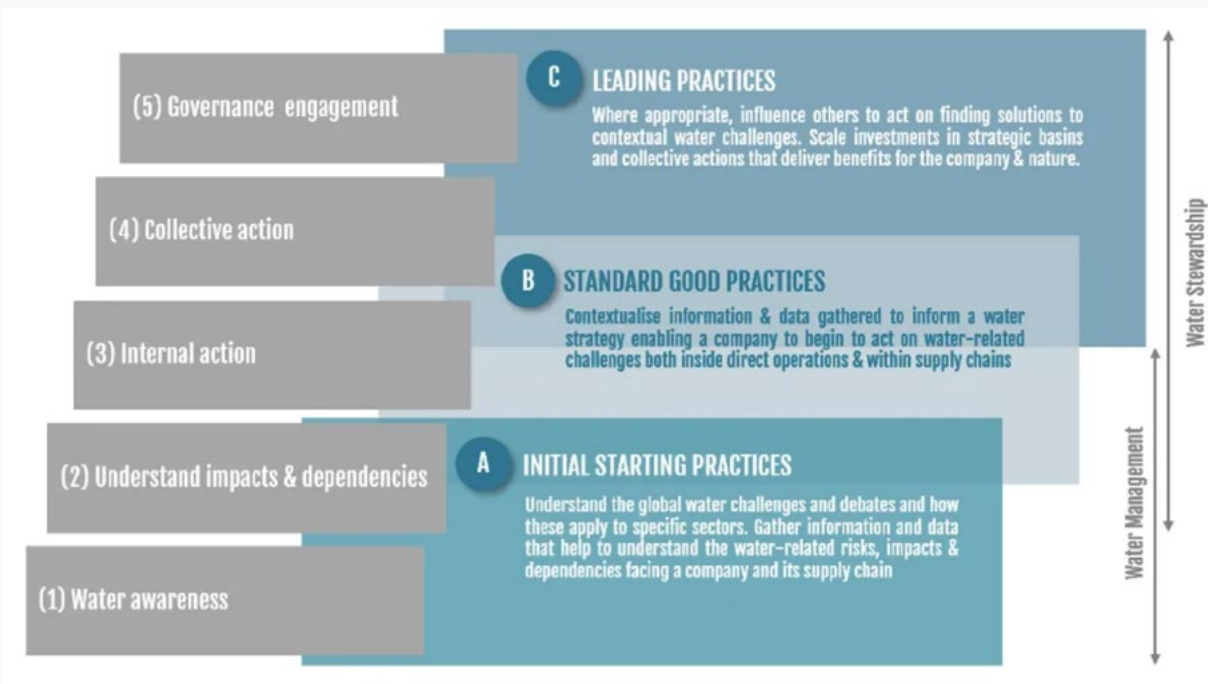 (5) Governance engagement
C
LEADING PRACTICES
Where appropriate, influence others to act on finding solutions to
contextual water challenges. Scale investments in strategic basins
and collective actions that deliver benefits for the company & nature.
(4) Collective action
B
STANDARD GOOD PRACTICES
Contextualise information & data gathered to inform a water
strategy enabling a company to begin to act on water-related
challenges both inside direct operations & within supply chains
(3) Internal action
(2) Understand impacts & dependencies
A
INITIAL STARTING PRACTICES
Understand the global water challenges and debates and how
these apply to specific sectors. Gather information and data
that help to understand the water-related risks, impacts &
dependencies facing a company and its supply chain
(1) Water awareness
Water Stewardship
Water Management